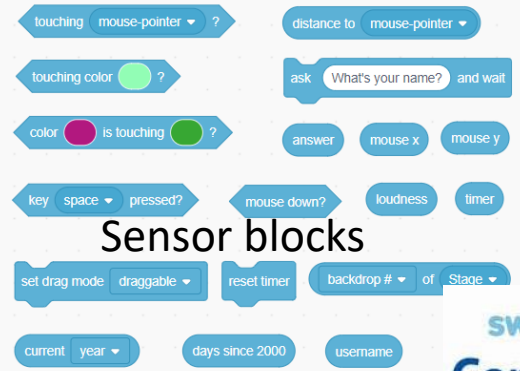 touching mouse-pointer ?
distance to mouse-pointer
touching color ?
ask What's your name? and wait
color is touching ?
answer
mouse x
mouse y
key space pressed?
mouse down?
loudness
timer
Sensor blocks
set drag mode draggable
reset timer
backdrop # of Stage
current year
days since 2000
username